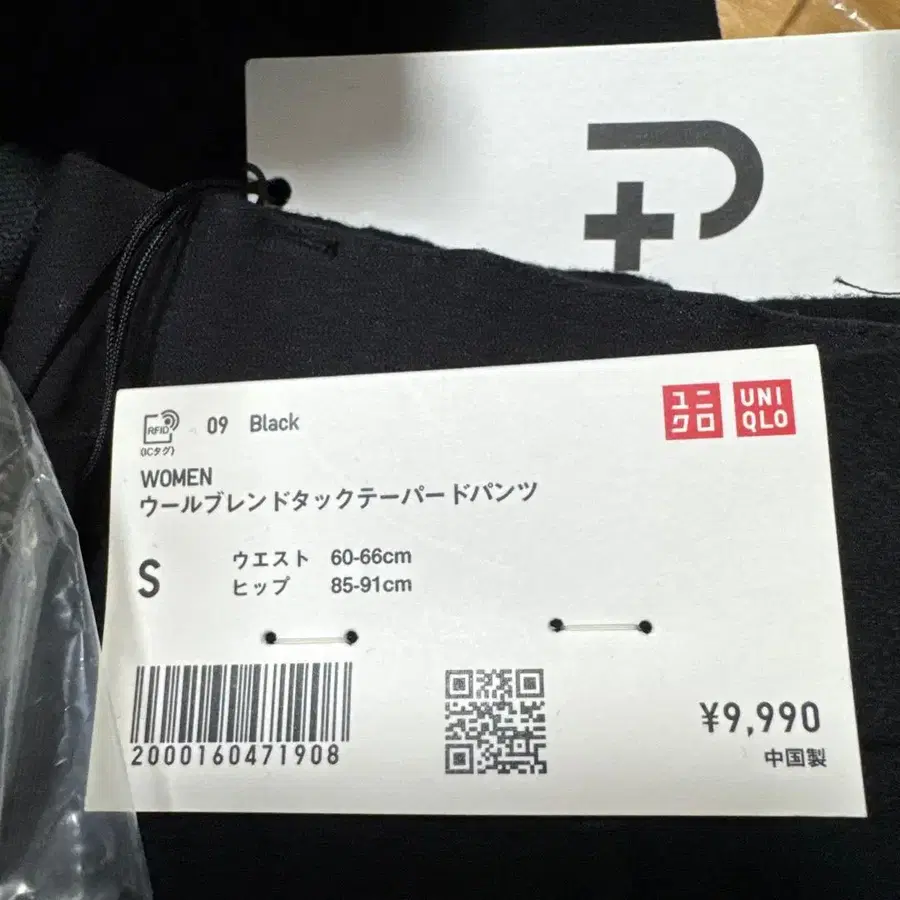 RFID
(ICタグ)
09 Black
ユニクロ
UNIQLO
WOMEN
ウールブレンドタックテーパードパンツ
S
ウエスト 60-66cm
ヒップ 85-91cm
2000160471908
¥9,990
中国製